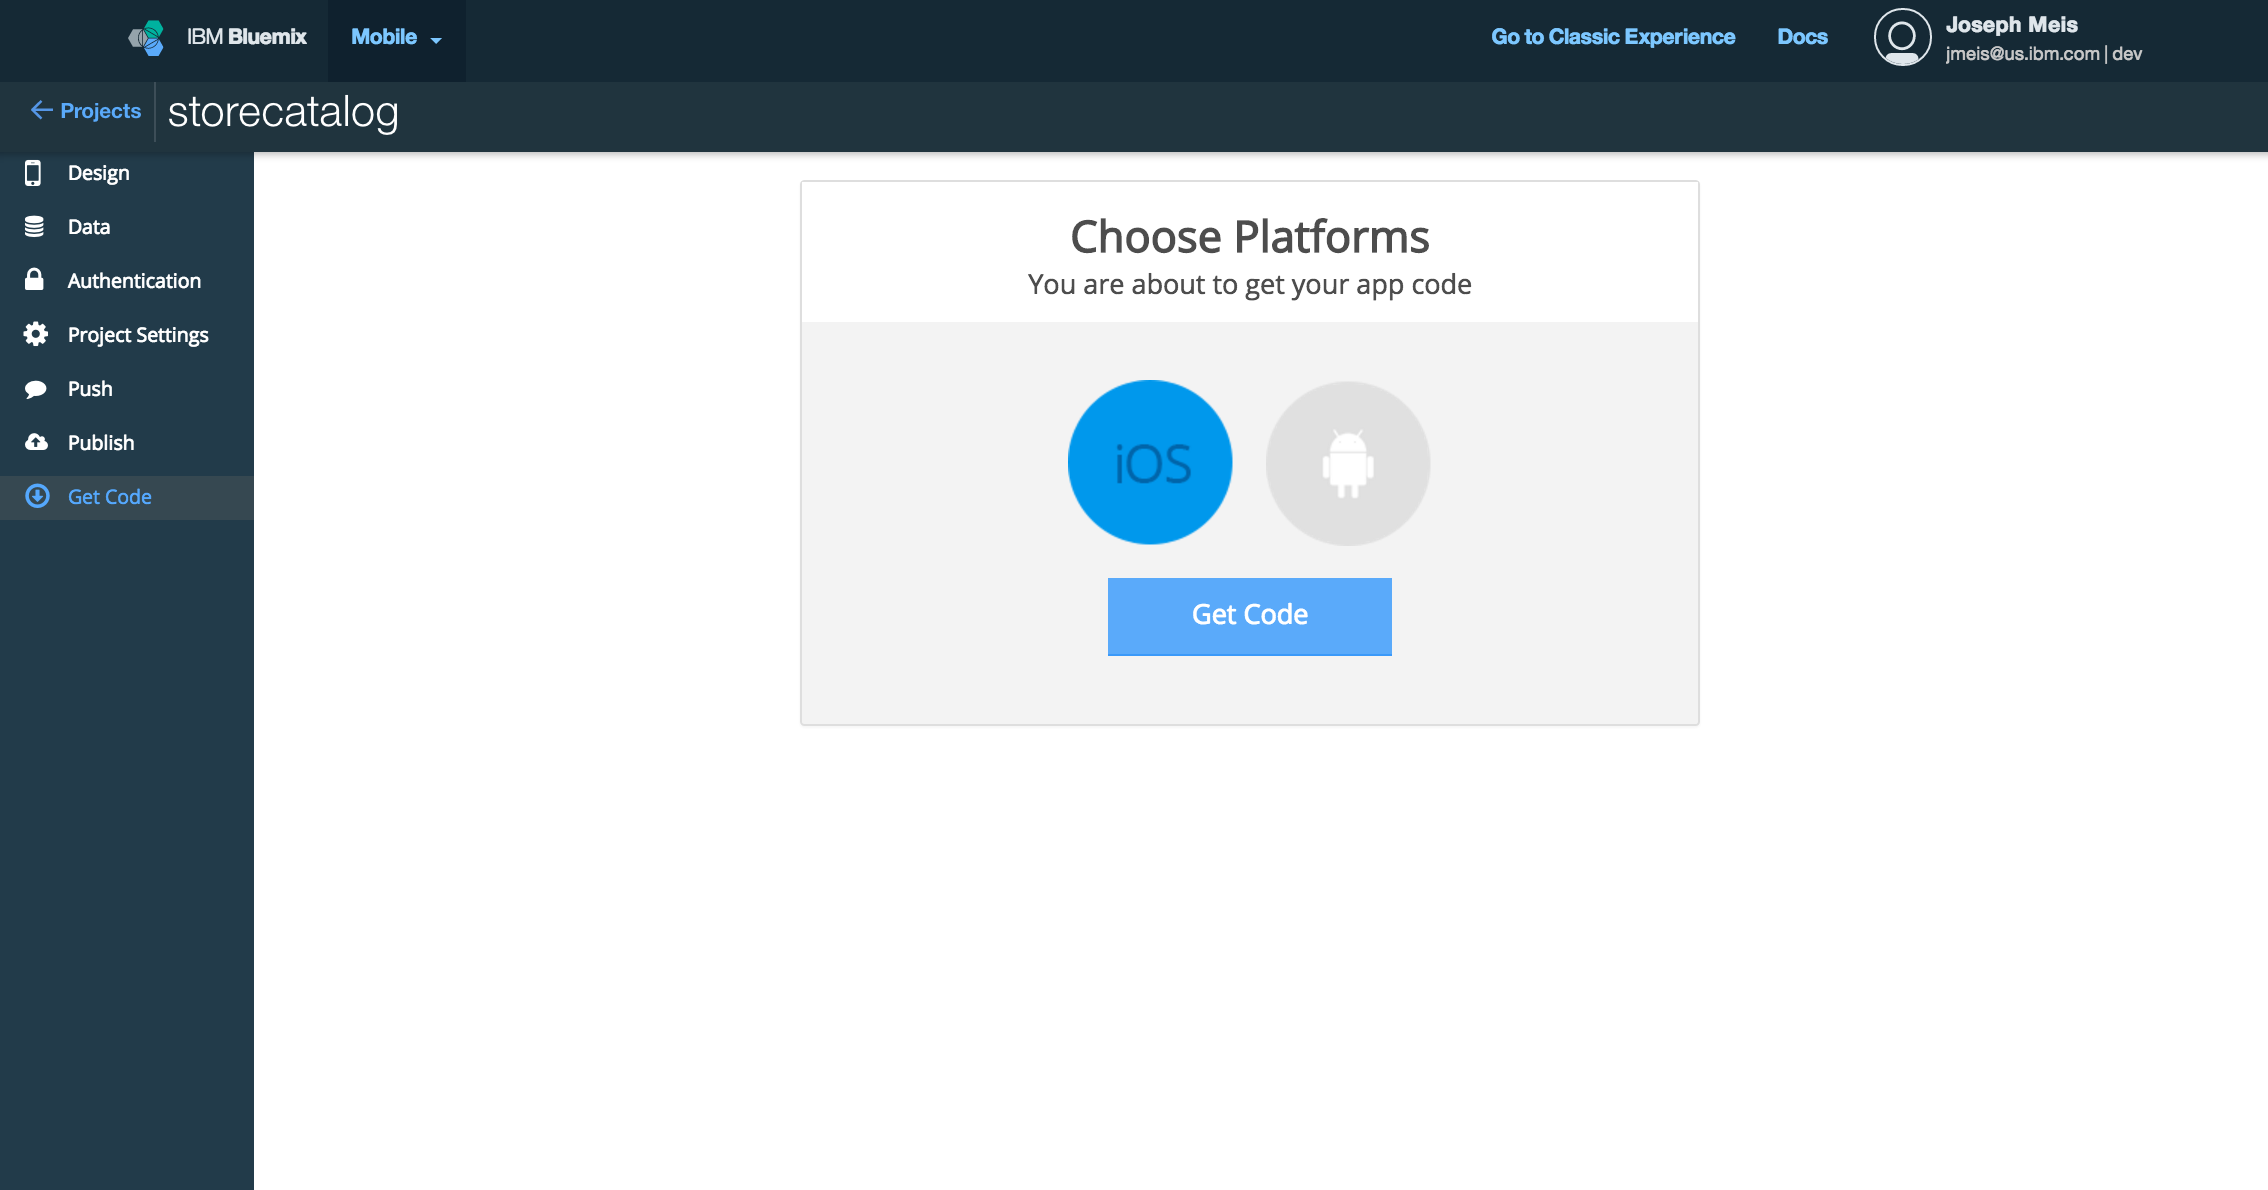 IBM Bluemix
Mobile
Go to Classic Experience
Docs
Joseph Meis
jmeis@us.ibm.com | dev
Projects
storecatalog
Design
Data
Authentication
Project Settings
Push
Publish
Get Code
Choose Platforms
You are about to get your app code
iOS
Get Code